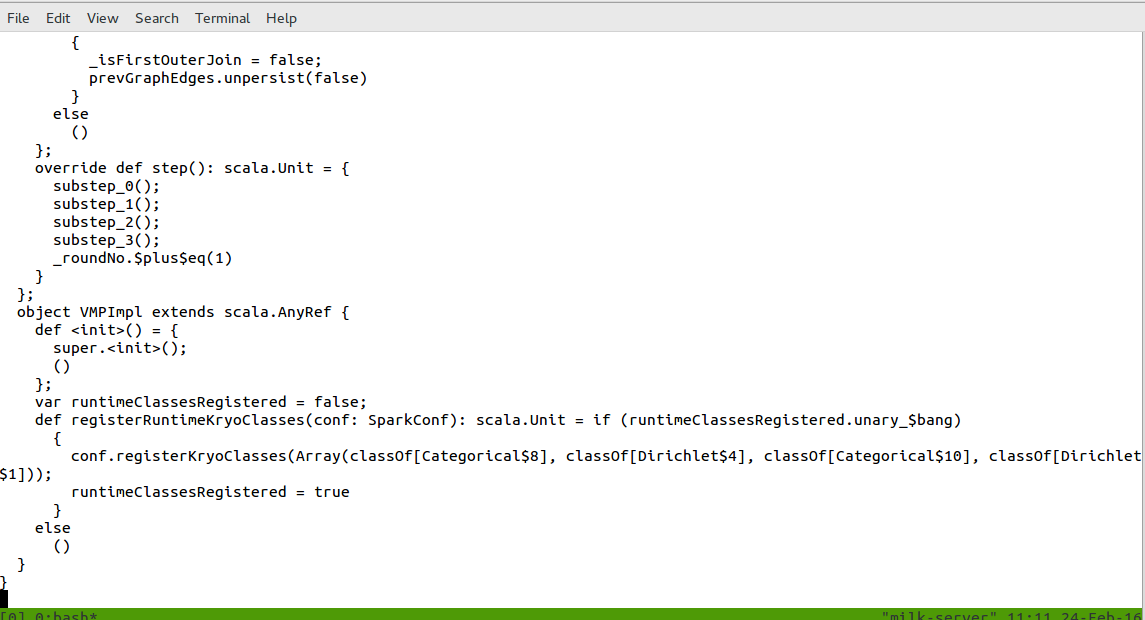 File Edit View Search Terminal Help
        {
          _isFirstOuterJoin = false;
          prevGraphEdges.unpersist(false)
        }
      else
        ()
    };
    override def step(): scala.Unit = {
      substep_0();
      substep_1();
      substep_2();
      substep_3();
      _roundNo.$plus$eq(1)
    }
  };
  object VMPImpl extends scala.AnyRef {
    def <init>() = {
      super.<init>();
      ()
    };
    var runtimeClassesRegistered = false;
    def registerRuntimeKryoClasses(conf: SparkConf): scala.Unit = if (runtimeClassesRegistered.unary_$bang)
      {
        conf.registerKryoClasses(Array(classOf[Categorical$8], classOf[Dirichlet$4], classOf[Categorical$10], classOf[Dirichlet
$1]));
        runtimeClassesRegistered = true
      }
    else
      ()
  }
}
[0] 0:bash* "milk-server" 11:11 24-Feb-16